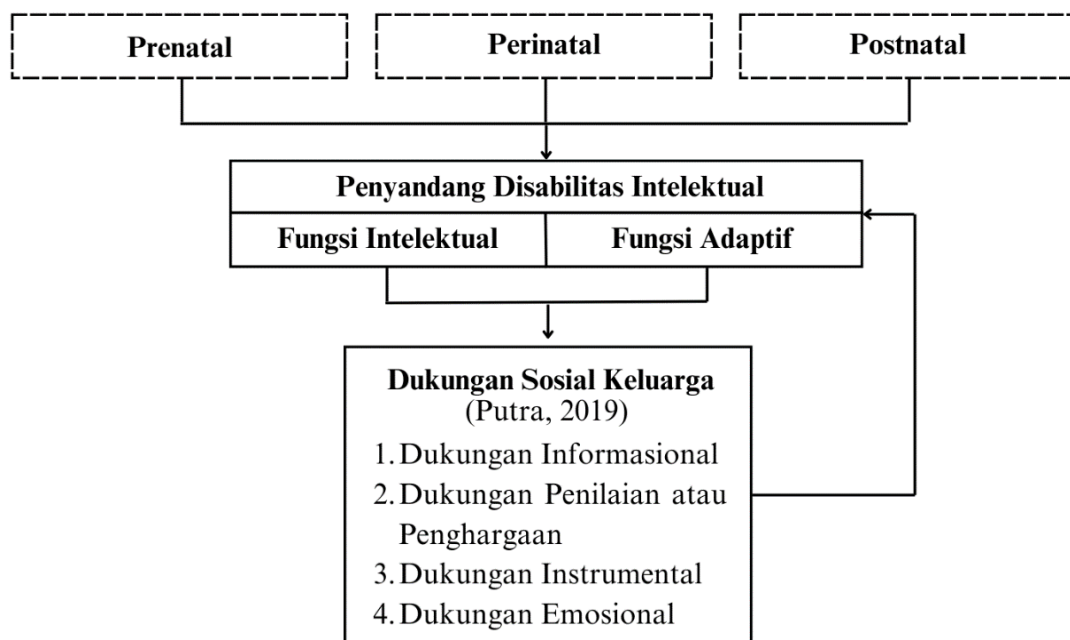 Prenatal
Perinatal
Postnatal
Penyandang Disabilitas Intelektual
Fungsi Intelektual
Fungsi Adaptif
Dukungan Sosial Keluarga
(Putra, 2019)
1. Dukungan Informasional
2. Dukungan Penilaian atau
Penghargaan
3. Dukungan Instrumental
4. Dukungan Emosional